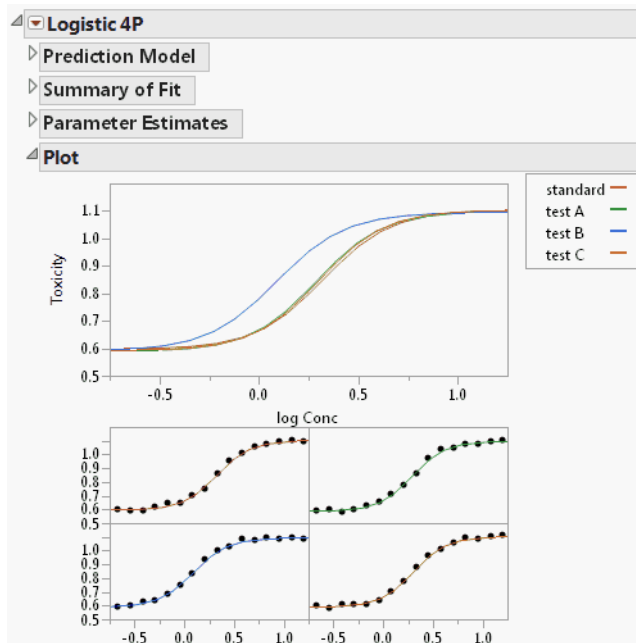 Logistic 4P
Prediction Model
Summary of Fit
Parameter Estimates
Plot
standard
test A
test B
test C
1.1
1.0
0.9
0.8
0.7
0.6
0.5
Toxicity
-0.5 0.0 0.5 1.0
log Conc
1.0
0.9
0.8
0.7
0.6
0.5
1.0
0.9
0.8
0.7
0.6
0.5
-0.5 0.0 0.5 1.0 -0.5 0.0 0.5 1.0